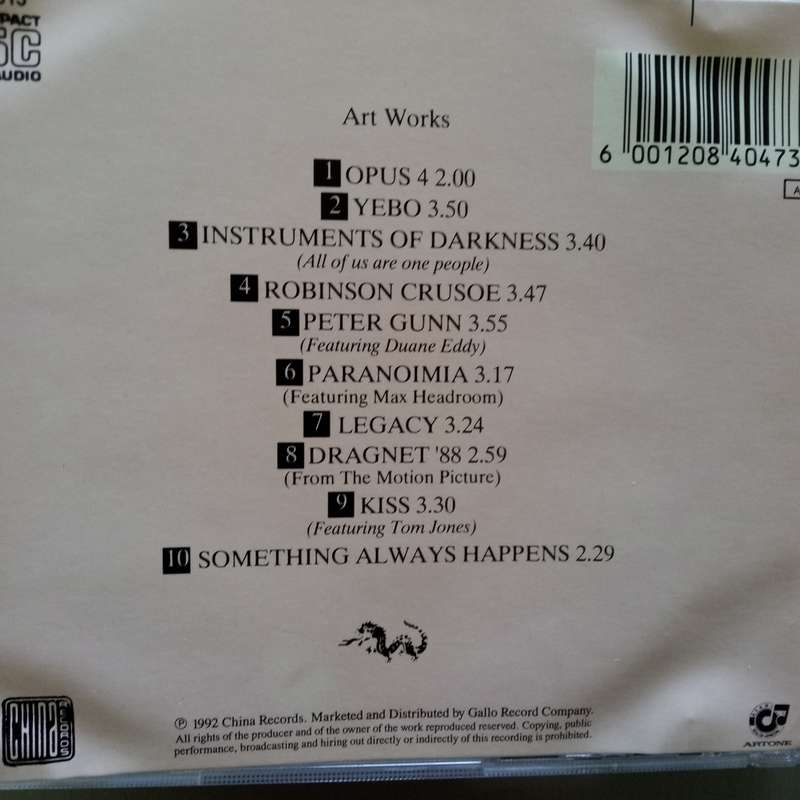 Art Works
1 OPUS 4 2.00
2 YEBO 3.50
3 INSTRUMENTS OF DARKNESS 3.40
(All of us are one people)
4 ROBINSON CRUSOE 3.47
5 PETER GUNN 3.55
(Featuring Duane Eddy)
6 PARANOIMIA 3.17
(Featuring Max Headroom)
7 LEGACY 3.24
8 DRAGNET '88 2.59
(From The Motion Picture)
9 KISS 3.30
(Featuring Tom Jones)
10 SOMETHING ALWAYS HAPPENS 2.29
6 001208 40473
℗ 1992 China Records. Marketed and Distributed by Gallo Record Company.
All rights of the producer and of the owner of the work reproduced reserved. Copying, public
performance, broadcasting and hiring out directly or indirectly of this recording is prohibited.
CHINA
RECORDS
ARTONE